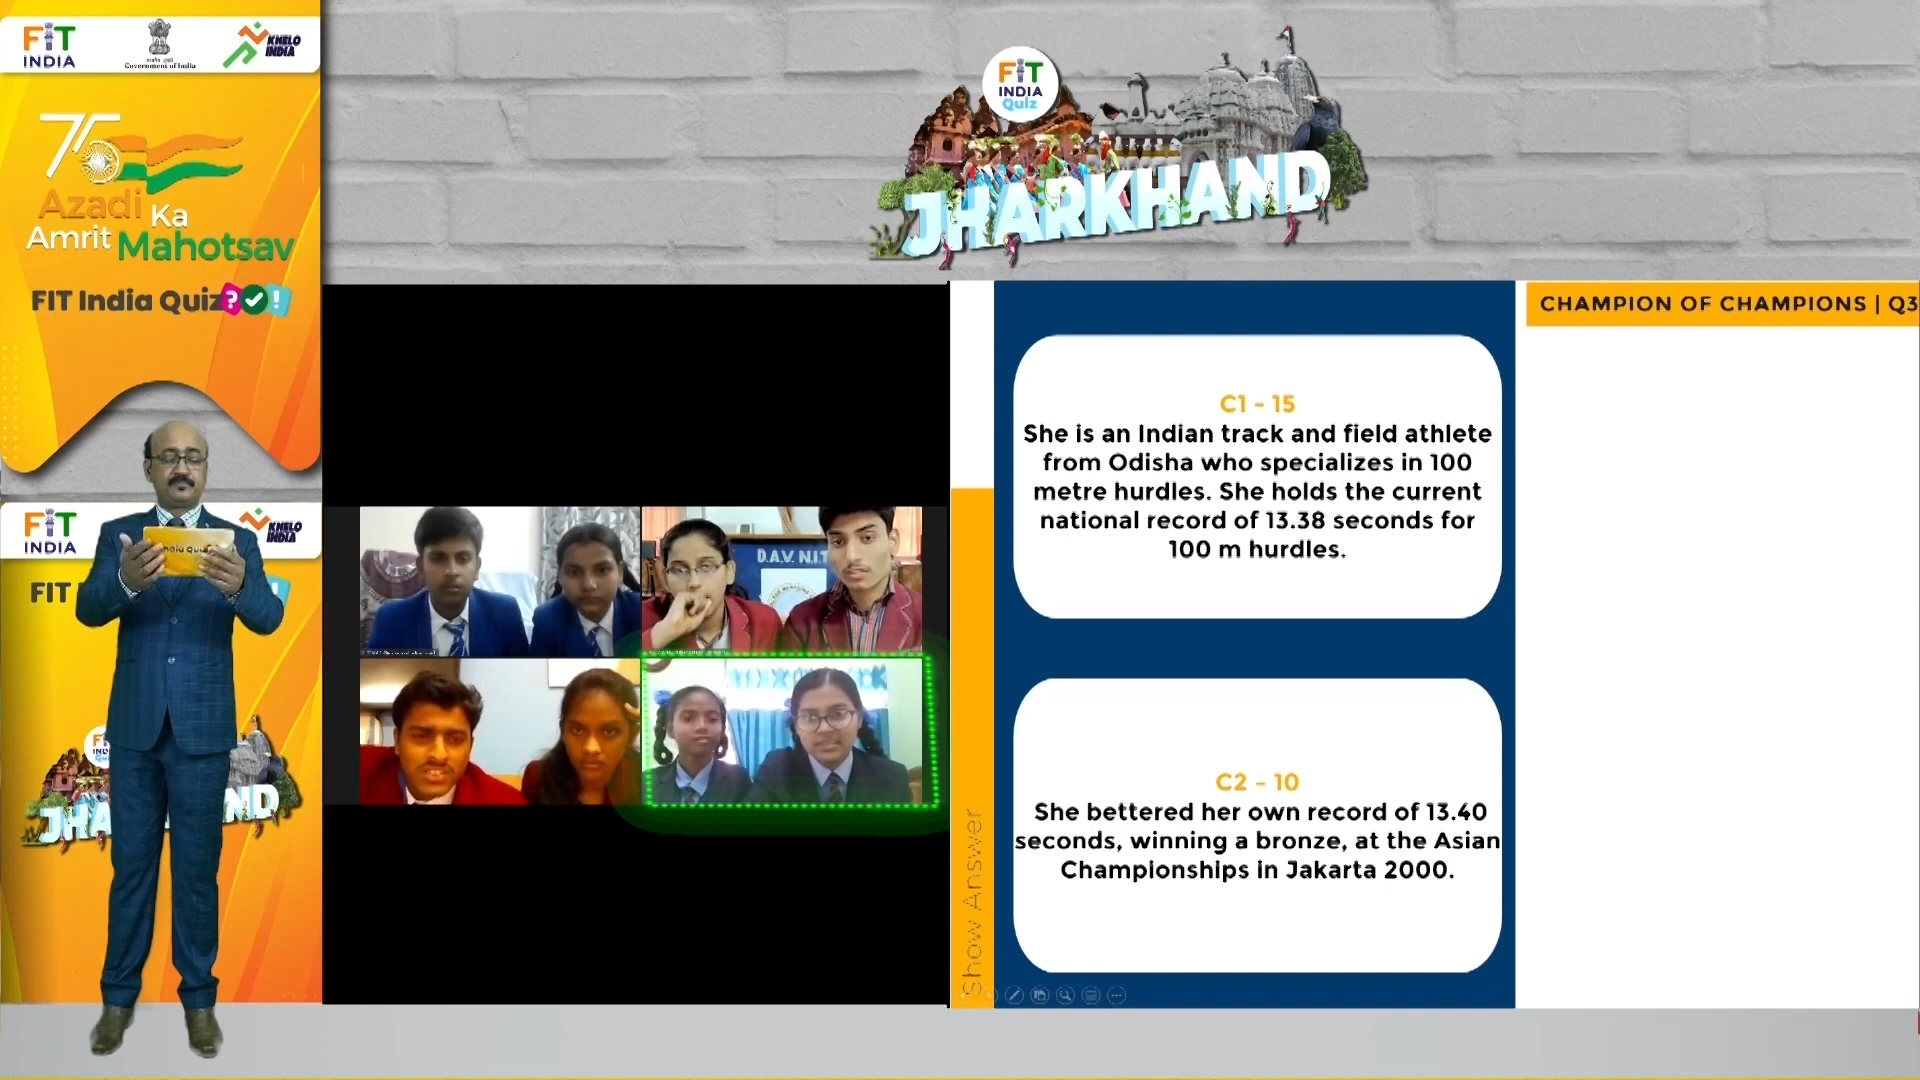 FiT
INDIA
Government of India
KHELO
INDIA
75
Azadi Ka
Amrit Mahotsav
FIT India Quiz ? !
FiT
INDIA
Quiz
JHARKHAND
FiT
INDIA
KHELO
INDIA
FIT
D.A.V. N.I.T
CHAMPION OF CHAMPIONS | Q3
C1 - 15
She is an Indian track and field athlete
from Odisha who specializes in 100
metre hurdles. She holds the current
national record of 13.38 seconds for
100 m hurdles.
C2 - 10
She bettered her own record of 13.40
seconds, winning a bronze, at the Asian
Championships in Jakarta 2000.
Show Answer